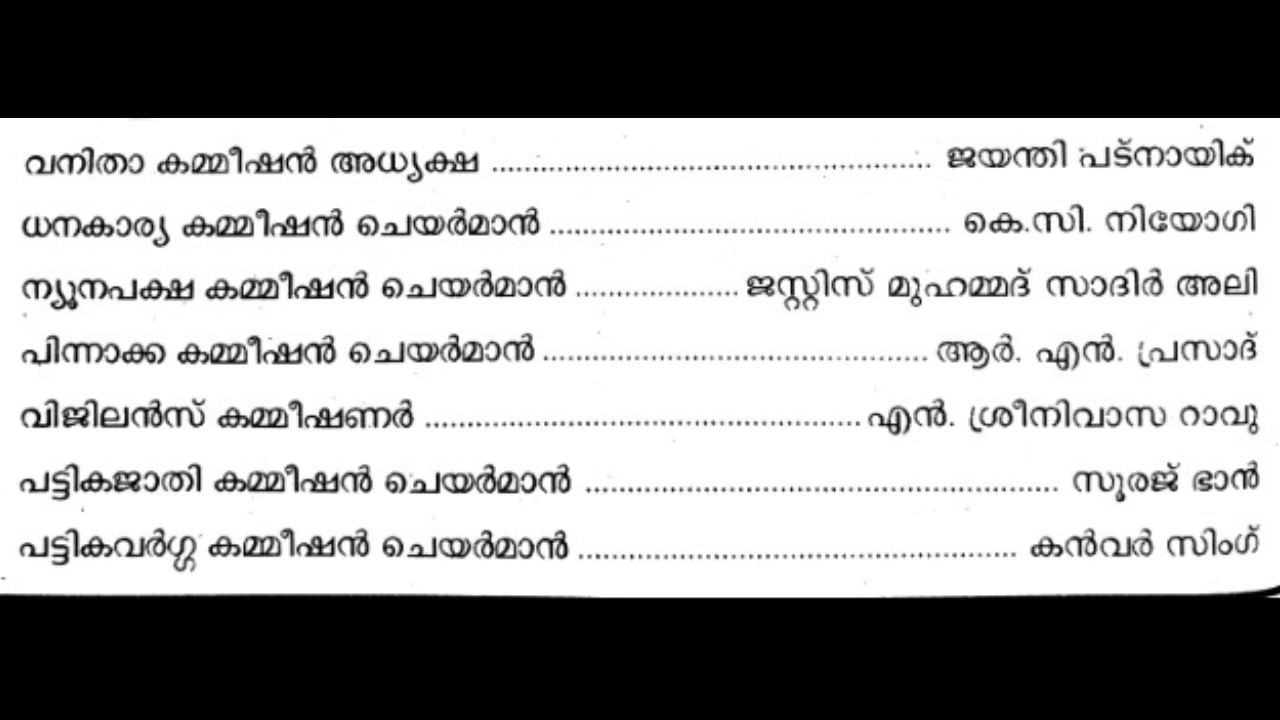 വനിതാ കമ്മീഷൻ അധ്യക്ഷ ........................................................ ജയന്തി പട്നായിക്
ധനകാര്യ കമ്മീഷൻ ചെയർമാൻ .................................................. കെ.സി. നിയോഗി
ന്യൂനപക്ഷ കമ്മീഷൻ ചെയർമാൻ .................... ജസ്റ്റിസ് മുഹമ്മദ് സാദിർ അലി
പിന്നാക്ക കമ്മീഷൻ ചെയർമാൻ ................................................ ആർ. എൻ. പ്രസാദ്
വിജിലൻസ് കമ്മീഷണർ ...................................................... എൻ. ശ്രീനിവാസ റാവു
പട്ടികജാതി കമ്മീഷൻ ചെയർമാൻ ........................................................... സൂരജ് ഭാൻ
പട്ടികവർഗ്ഗ കമ്മീഷൻ ചെയർമാൻ ...................................................... കൻവർ സിംഗ്